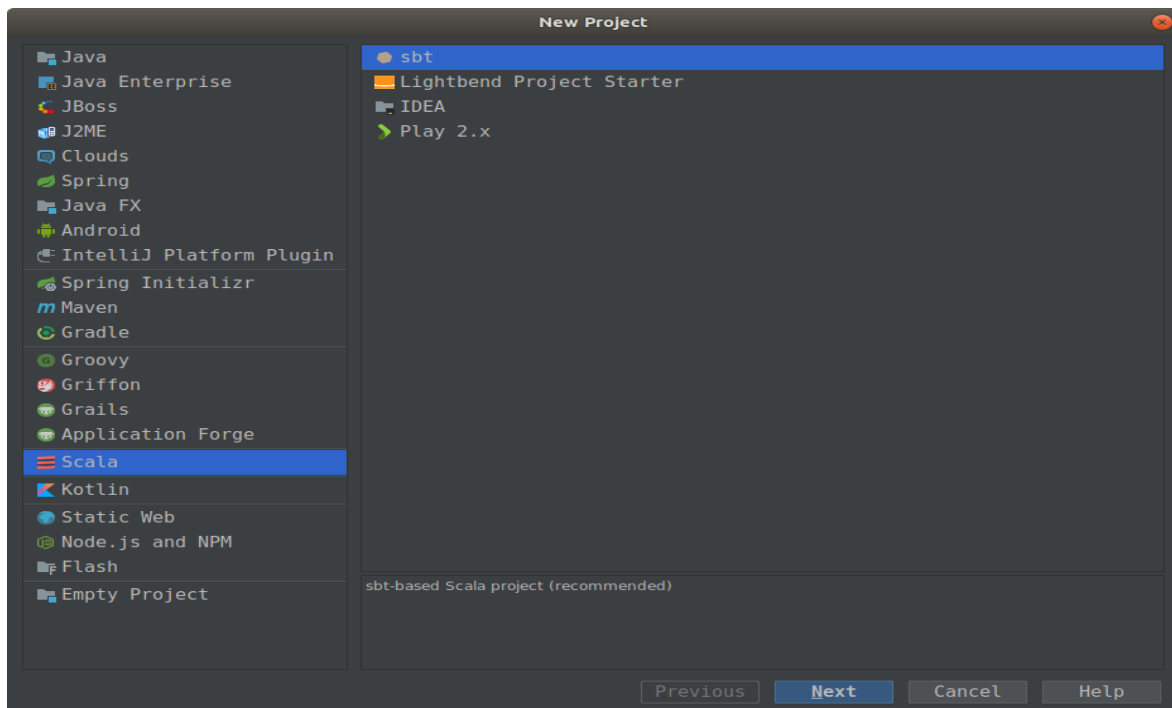 New Project
Java
Java Enterprise
JBoss
J2ME
Clouds
Spring
Java FX
Android
IntelliJ Platform Plugin
Spring Initializr
Maven
Gradle
Groovy
Griffon
Grails
Application Forge
Scala
Kotlin
Static Web
Node.js and NPM
Flash
Empty Project
sbt
Lightbend Project Starter
IDEA
Play 2.x
sbt-based Scala project (recommended)
Previous Next Cancel Help